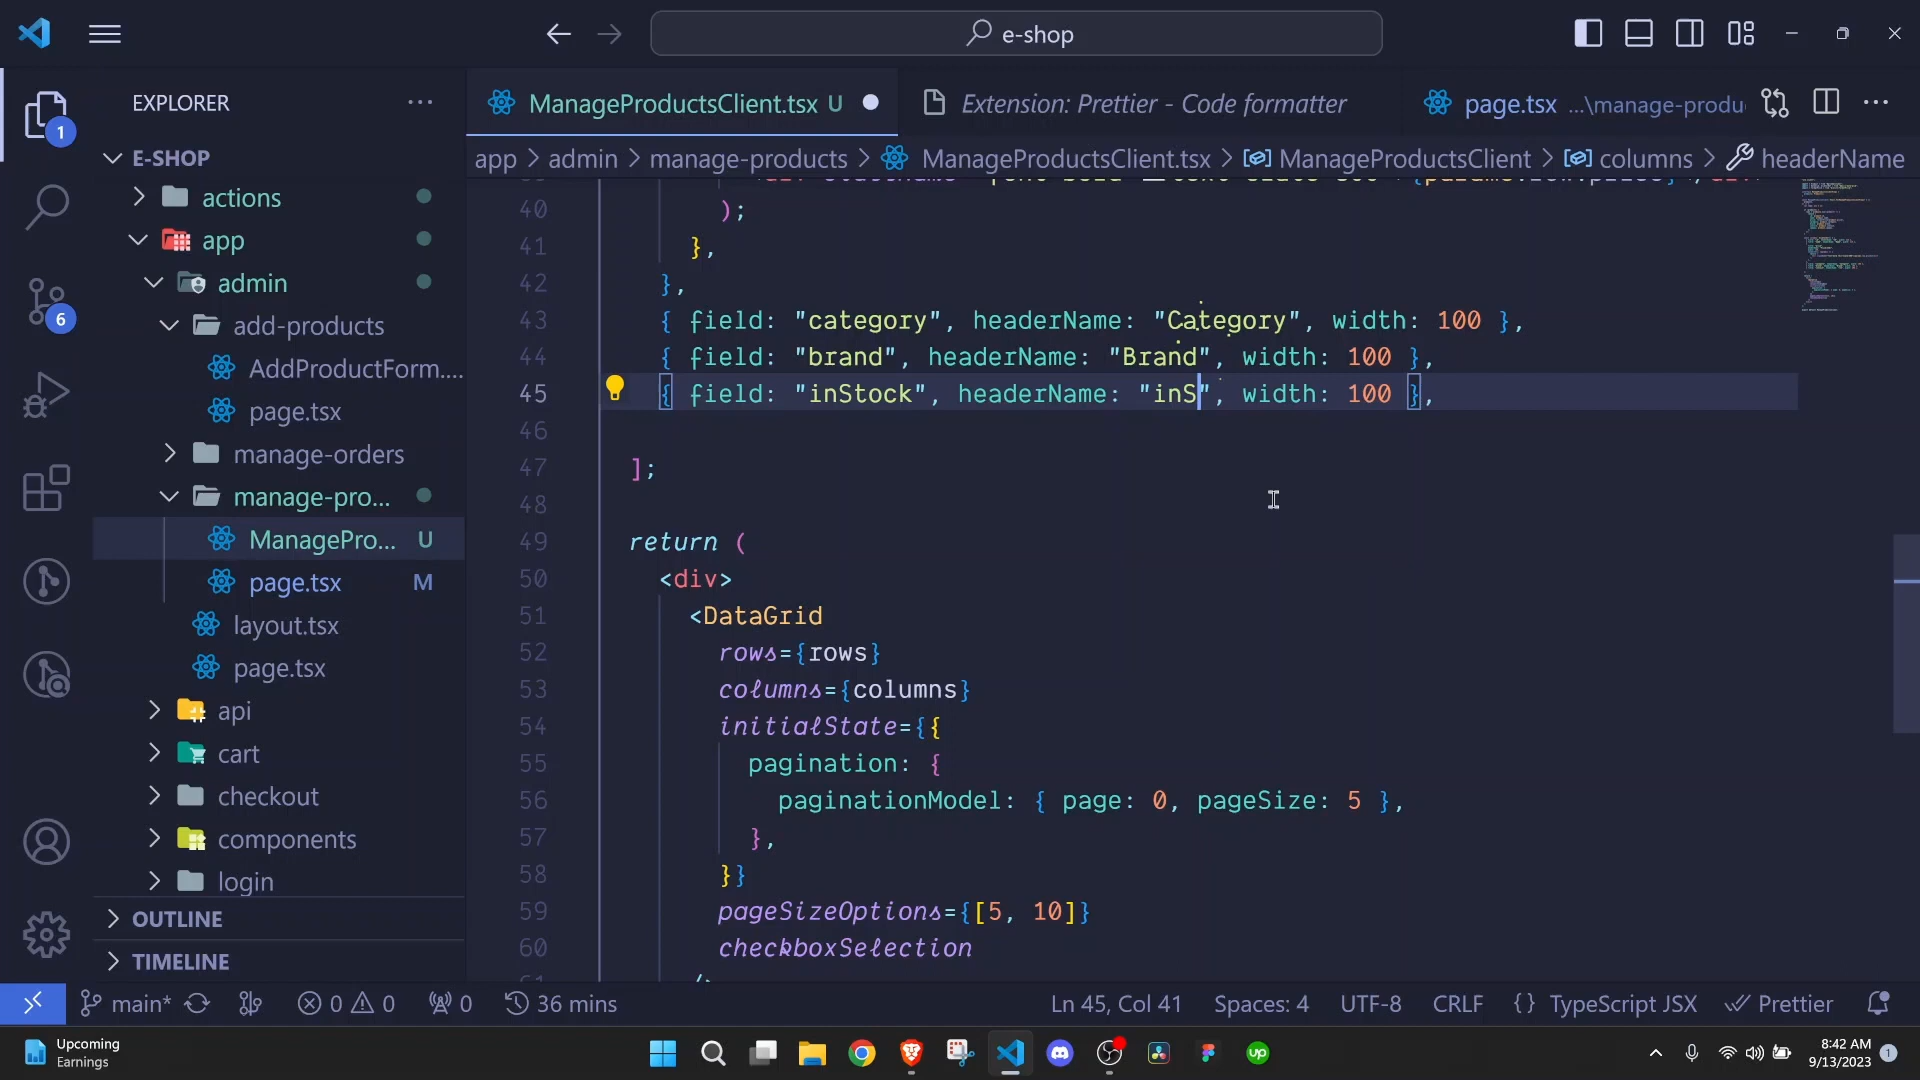 e-shop
EXPLORER
ManageProductsClient.tsx U
Extension: Prettier - Code formatter
page.tsx ...\manage-produ
app > admin > manage-products > ManageProductsClient.tsx > ManageProductsClient > columns > headerName
1
6
E-SHOP
actions
app
admin
add-products
AddProductForm....
page.tsx
manage-orders
manage-pro...
ManagePro... U
page.tsx M
layout.tsx
page.tsx
api
cart
checkout
components
login
OUTLINE
TIMELINE
40 );
41 },
42 },
43 { field: "category", headerName: "Category", width: 100 },
44 { field: "brand", headerName: "Brand", width: 100 },
45 { field: "inStock", headerName: "inS", width: 100 },
46
47 ];
48
49 return (
50 <div>
51 <DataGrid
52 rows={rows}
53 columns={columns}
54 initialState={{
55 pagination: {
56 paginationModel: { page: 0, pageSize: 5 },
57 },
58 }}
59 pageSizeOptions={[5, 10]}
60 checkboxSelection
main* 0 0 0 36 mins Ln 45, Col 41 Spaces: 4 UTF-8 CRLF {} TypeScript JSX Prettier
Upcoming
Earnings
up
8:42 AM
9/13/2023
1